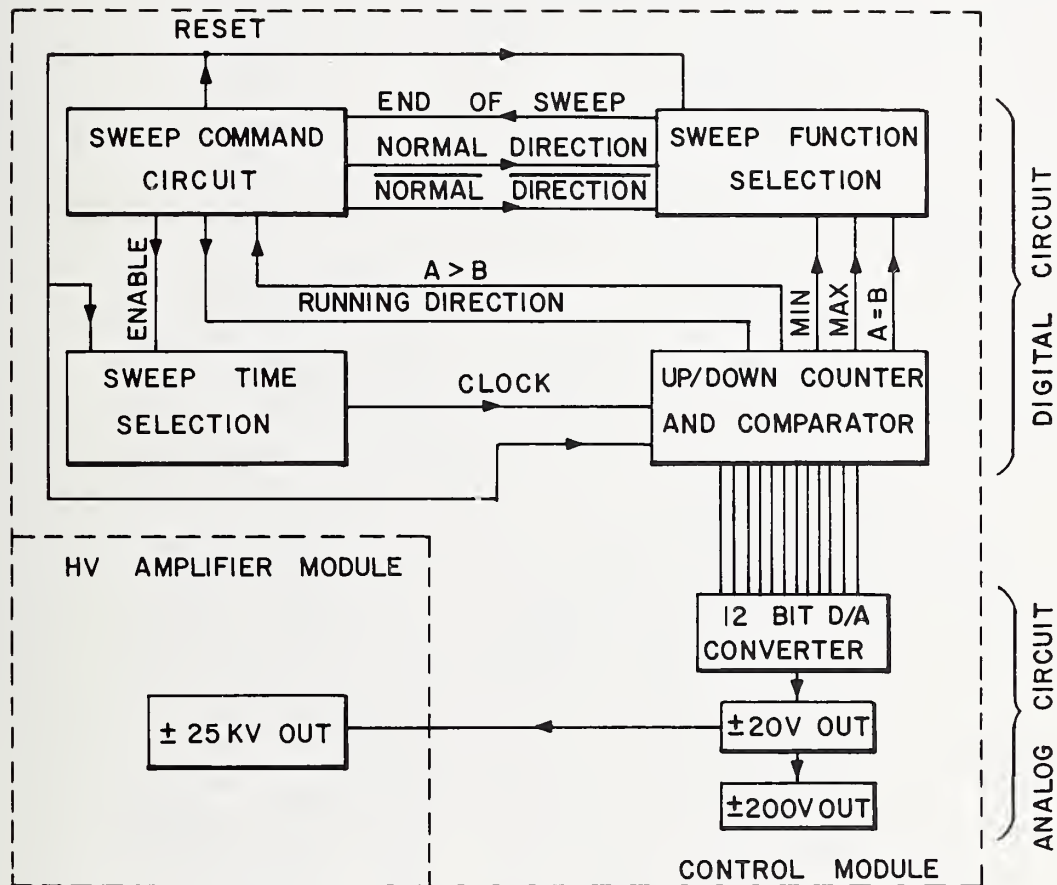 RESET
SWEEP COMMAND
CIRCUIT
END OF SWEEP
NORMAL DIRECTION
NORMAL DIRECTION
SWEEP FUNCTION
SELECTION
ENABLE
A > B
RUNNING DIRECTION
MIN
MAX
A = B
SWEEP TIME
SELECTION
CLOCK
UP/DOWN COUNTER
AND COMPARATOR
DIGITAL CIRCUIT
HV AMPLIFIER MODULE
12 BIT D/A
CONVERTER
± 25 KV OUT
±20V OUT
±200V OUT
CONTROL MODULE
ANALOG CIRCUIT